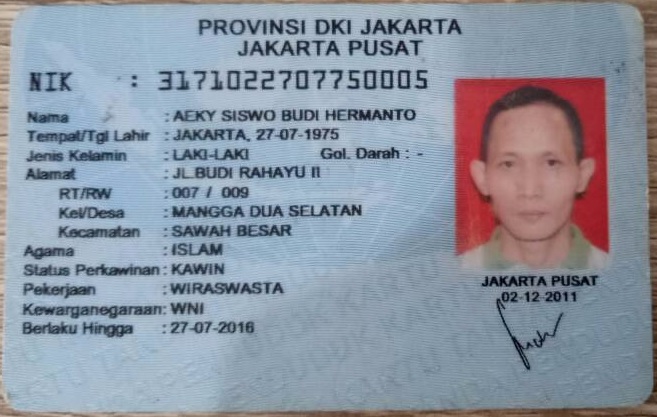 PROVINSI DKI JAKARTA
JAKARTA PUSAT
NIK : 3171022707750005
Nama : AEKY SISWO BUDI HERMANTO
Tempat/Tgl Lahir : JAKARTA, 27-07-1975
Jenis Kelamin : LAKI-LAKI Gol. Darah : -
Alamat : JL.BUDI RAHAYU II
RT/RW : 007 / 009
Kel/Desa : MANGGA DUA SELATAN
Kecamatan : SAWAH BESAR
Agama : ISLAM
Status Perkawinan : KAWIN
Pekerjaan : WIRASWASTA
Kewarganegaraan : WNI
Berlaku Hingga : 27-07-2016
JAKARTA PUSAT
02-12-2011